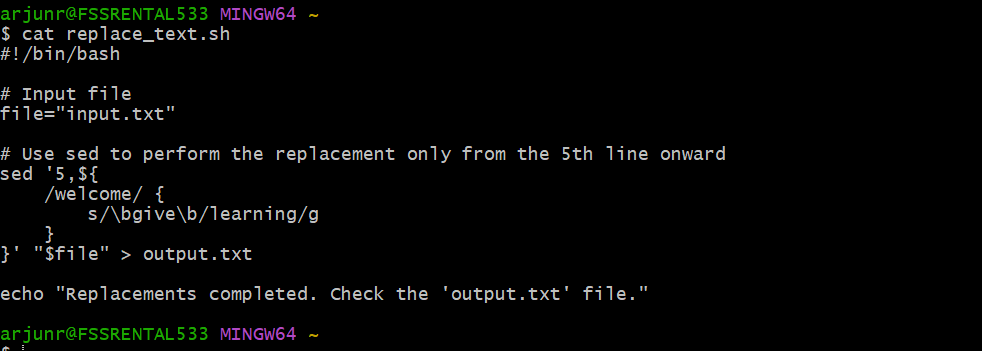 arjunr@FSSRENTAL533 MINGW64 ~
$ cat replace_text.sh
#!/bin/bash
# Input file
file="input.txt"
# Use sed to perform the replacement only from the 5th line onward
sed '5,${
    /welcome/ {
        s/\bgive\b/learning/g
    }
}' "$file" > output.txt
echo "Replacements completed. Check the 'output.txt' file."
arjunr@FSSRENTAL533 MINGW64 ~
$